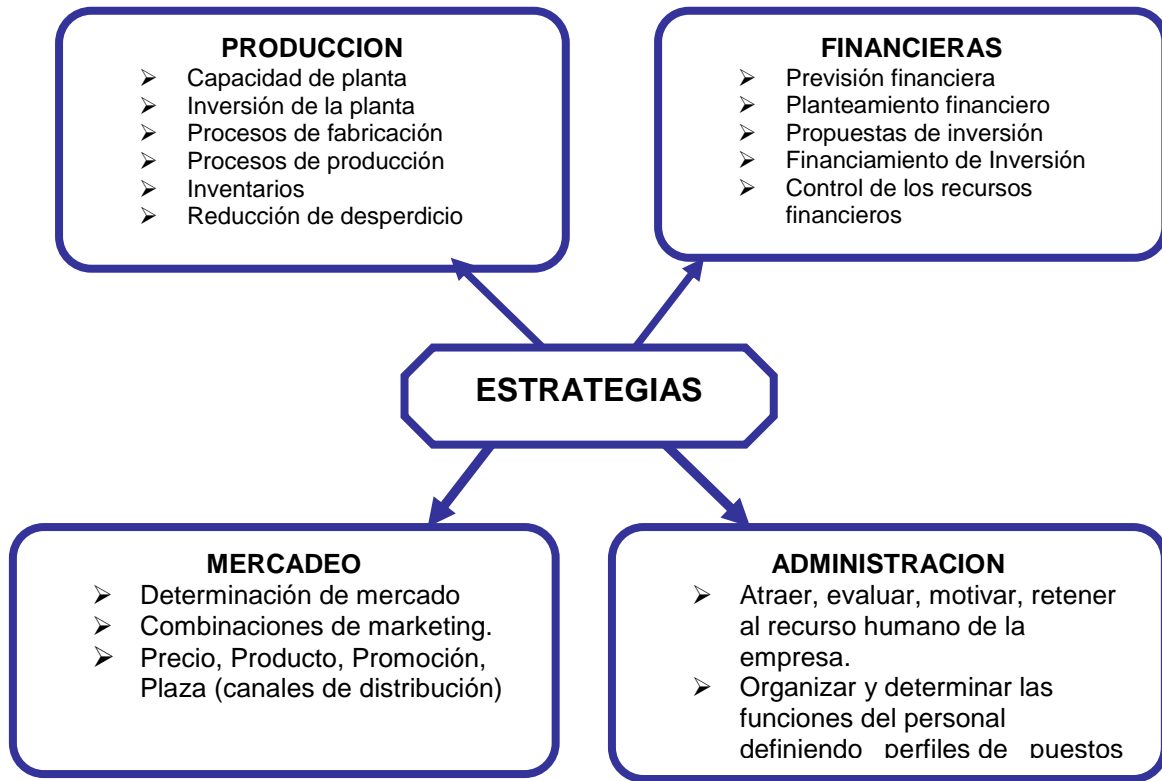 PRODUCCION
➢ Capacidad de planta
➢ Inversión de la planta
➢ Procesos de fabricación
➢ Procesos de producción
➢ Inventarios
➢ Reducción de desperdicio
FINANCIERAS
➢ Previsión financiera
➢ Planteamiento financiero
➢ Propuestas de inversión
➢ Financiamiento de Inversión
➢ Control de los recursos
financieros
ESTRATEGIAS
MERCADEO
➢ Determinación de mercado
➢ Combinaciones de marketing.
➢ Precio, Producto, Promoción,
Plaza (canales de distribución)
ADMINISTRACION
➢ Atraer, evaluar, motivar, retener
al recurso humano de la
empresa.
➢ Organizar y determinar las
funciones del personal
definiendo perfiles de puestos